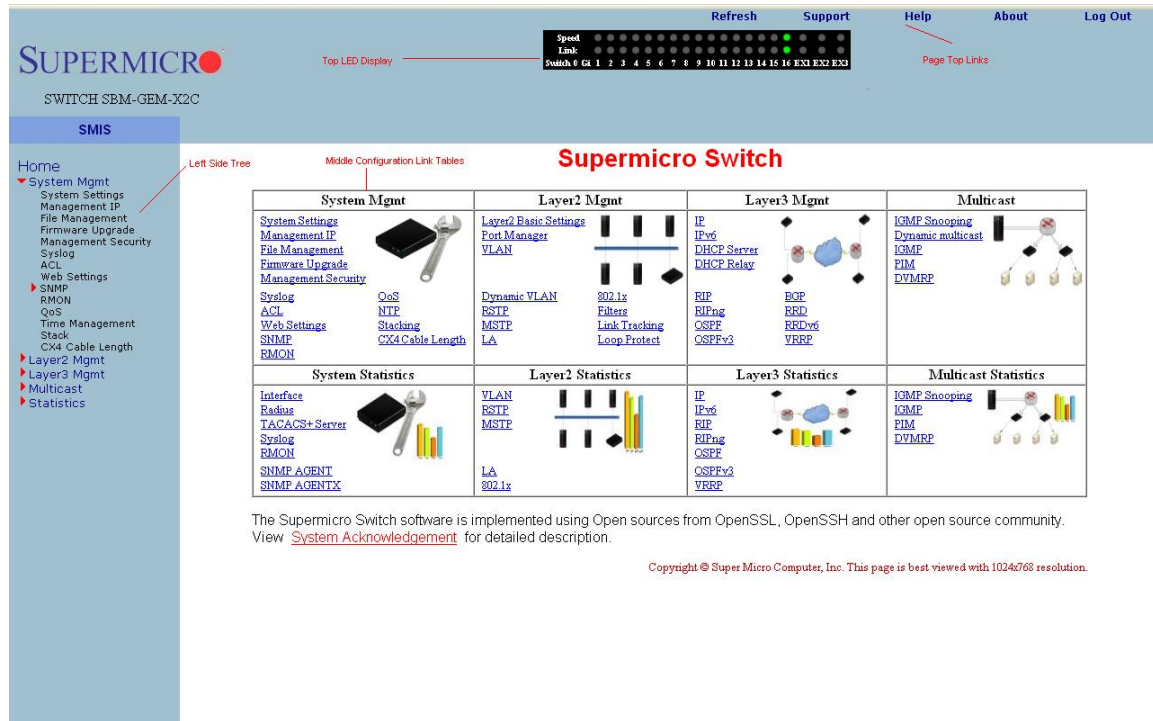 Refresh Support Help About Log Out
Speed
Link
Switch 0 Gi 1 2 3 4 5 6 7 8 9 10 11 12 13 14 15 16 EX1 EX2 EX3
Top LED Display
Page Top Links
SUPERMICRO
SWITCH SBM-GEM-X2C
SMIS
Home
System Mgmt
System Settings
Management IP
File Management
Firmware Upgrade
Management Security
Syslog
ACL
Web Settings
SNMP
RMON
QoS
Time Management
Stack
CX4 Cable Length
Layer2 Mgmt
Layer3 Mgmt
Multicast
Statistics
Left Side Tree
Middle Configuration Link Tables
Supermicro Switch
System Mgmt
System Settings
Management IP
File Management
Firmware Upgrade
Management Security
Syslog QoS
ACL NTP
Web Settings Stacking
SNMP CX4 Cable Length
RMON
Layer2 Mgmt
Layer2 Basic Settings
Port Manager
VLAN
Dynamic VLAN 802.1x
RSTP Filters
MSTP Link Tracking
LA Loop Protect
Layer3 Mgmt
IP
IPv6
DHCP Server
DHCP Relay
RIP BGP
RIPng RRD
OSPF RRDv6
OSPFv3 VRRP
Multicast
IGMP Snooping
Dynamic multicast
IGMP
PIM
DVMRP
System Statistics
Interface
Radius
TACACS+ Server
Syslog
RMON
SNMP AGENT
SNMP AGENTX
Layer2 Statistics
VLAN
RSTP
MSTP
LA
802.1x
Layer3 Statistics
IP
IPv6
RIP
RIPng
OSPF
OSPFv3
VRRP
Multicast Statistics
IGMP Snooping
IGMP
PIM
DVMRP
The Supermicro Switch software is implemented using Open sources from OpenSSL, OpenSSH and other open source community.
View System Acknowledgement for detailed description.
Copyright © Super Micro Computer, Inc. This page is best viewed with 1024x768 resolution.